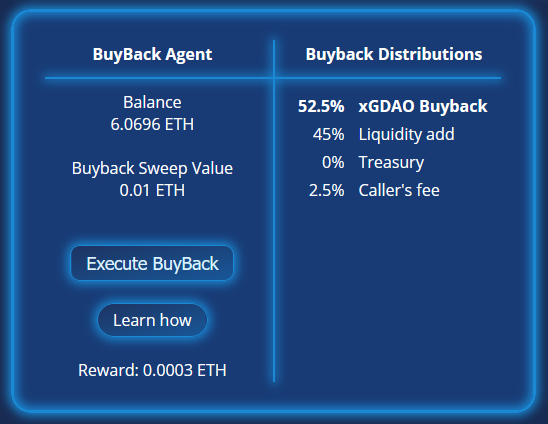 BuyBack Agent
Balance
6.0696 ETH
Buyback Sweep Value
0.01 ETH
Execute BuyBack
Learn how
Reward: 0.0003 ETH
Buyback Distributions
52.5% xGDAO Buyback
45% Liquidity add
0% Treasury
2.5% Caller's fee